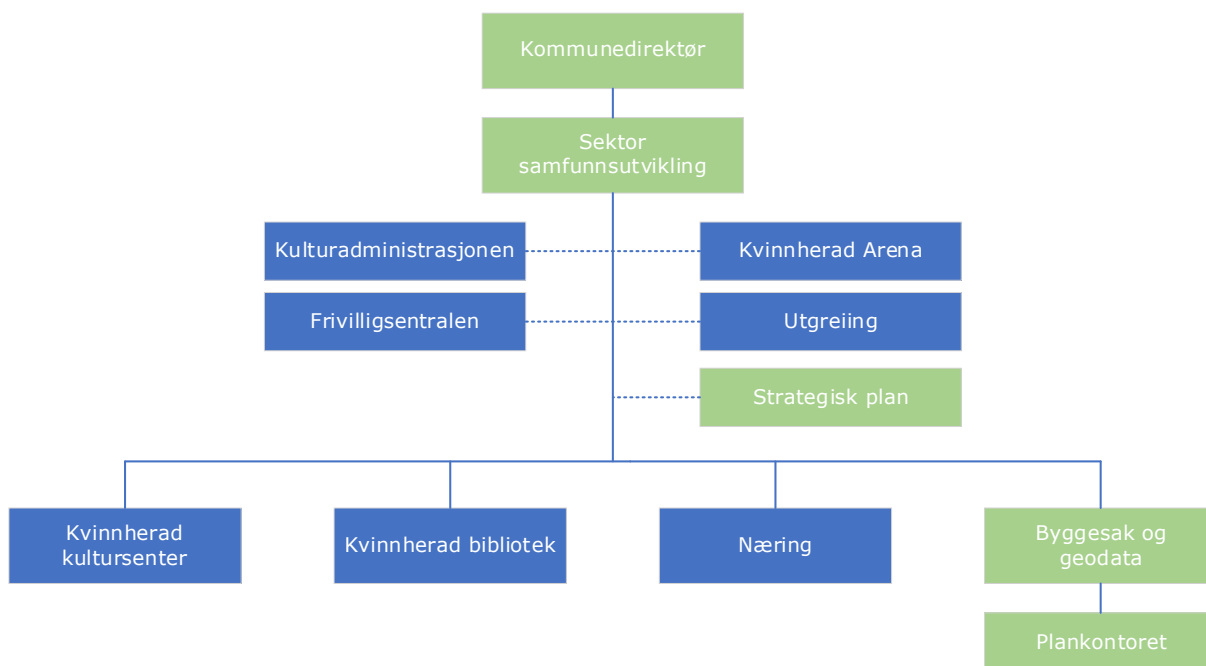 Kommunedirektør
Sektor
samfunnsutvikling
Kulturadministrasjonen
Kvinnherad Arena
Frivilligsentralen
Utgreiing
Strategisk plan
Kvinnherad
kultursenter
Kvinnherad bibliotek
Næring
Byggesak og
geodata
Plankontoret